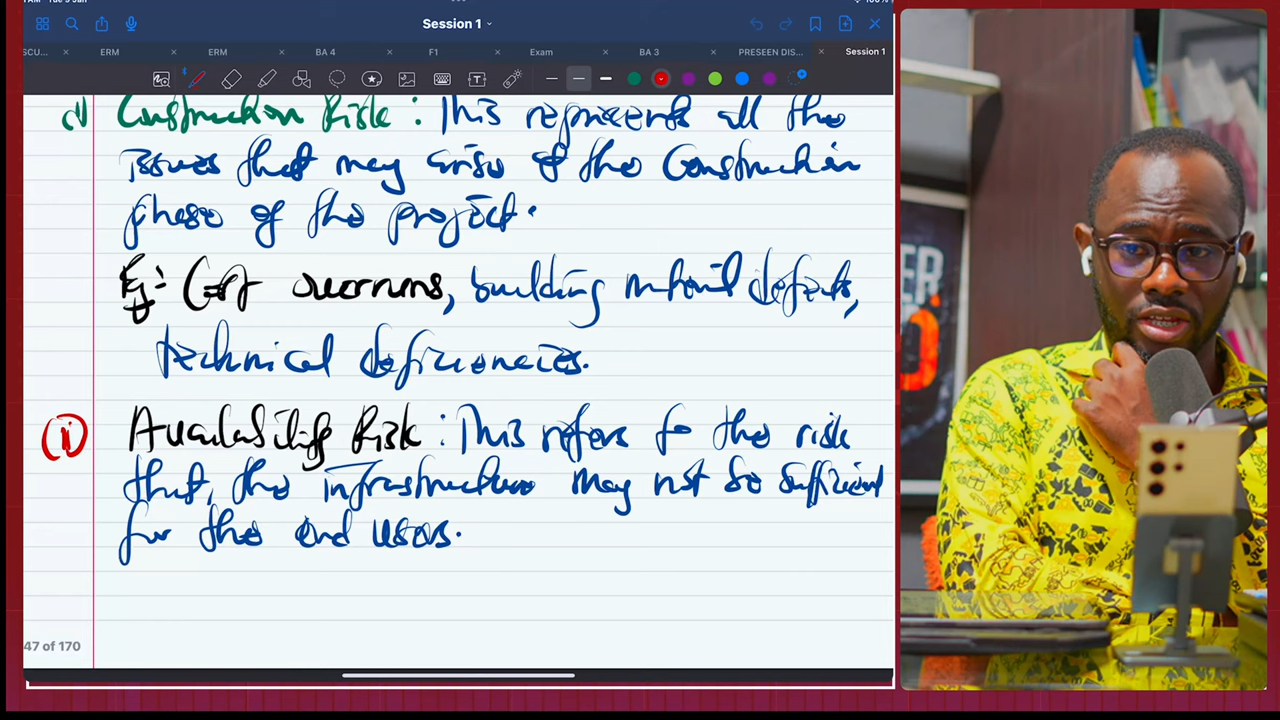 Session 1
SCU... ERM ERM BA 4 F1 Exam BA 3 PRESEEN DIS... Session 1
Construction Risk : This represents all the
issues that may arise at the Construction
phase of the project.
Eg: Cost overruns, building material defects,
technical deficiencies.
(ii) Availability Risk : This refers to the risk
that, the infrastructure may not be sufficient
for the end users.
47 of 170